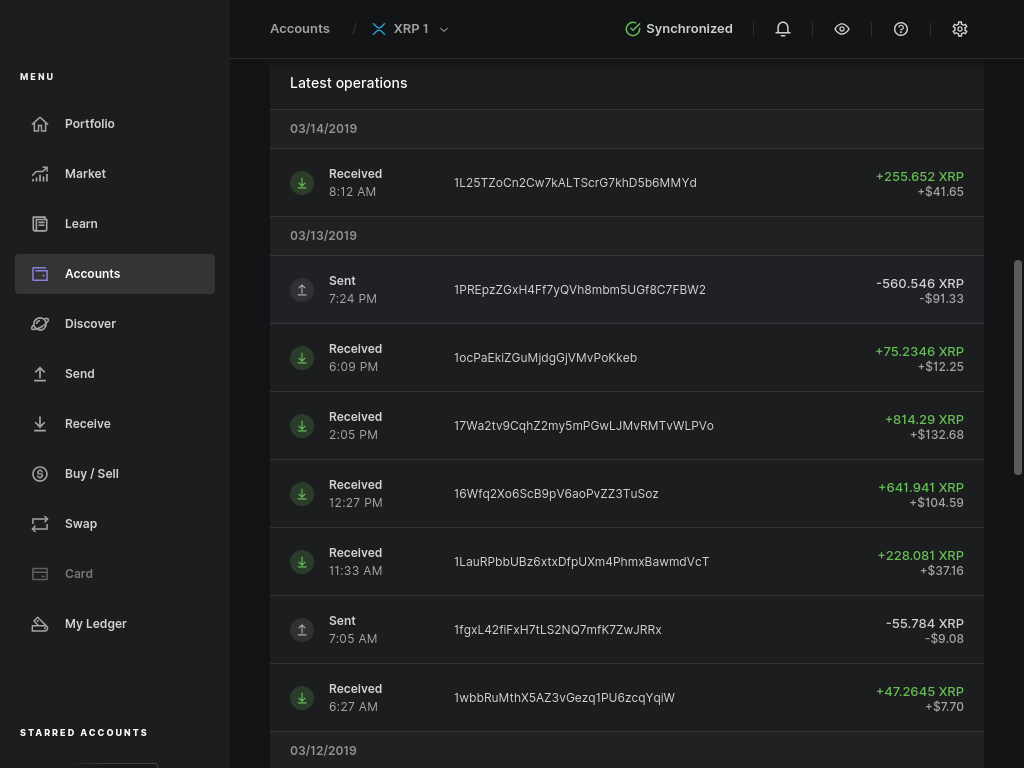 Accounts / XRP 1
Synchronized
MENU
Portfolio
Market
Learn
Accounts
Discover
Send
Receive
Buy / Sell
Swap
Card
My Ledger
STARRED ACCOUNTS
Latest operations
03/14/2019
Received
8:12 AM
1L25TZoCn2Cw7kALTScrG7khD5b6MMYd
+255.652 XRP
+$41.65
03/13/2019
Sent
7:24 PM
1PREpzZGxH4Ff7yQVh8mbm5UGf8C7FBW2
-560.546 XRP
-$91.33
Received
6:09 PM
1ocPaEkiZGuMjdgGjVMvPoKkeb
+75.2346 XRP
+$12.25
Received
2:05 PM
17Wa2tv9CqhZ2my5mPGwLJMvRMTvWLPVo
+814.29 XRP
+$132.68
Received
12:27 PM
16Wfq2Xo6ScB9pV6aoPvZZ3TuSoz
+641.941 XRP
+$104.59
Received
11:33 AM
1LauRPbbUBz6xtxDfpUXm4PhmxBawmdVcT
+228.081 XRP
+$37.16
Sent
7:05 AM
1fgxL42fiFxH7tLS2NQ7mfK7ZwJRRx
-55.784 XRP
-$9.08
Received
6:27 AM
1wbbRuMthX5AZ3vGezq1PU6zcqYqiW
+47.2645 XRP
+$7.70
03/12/2019